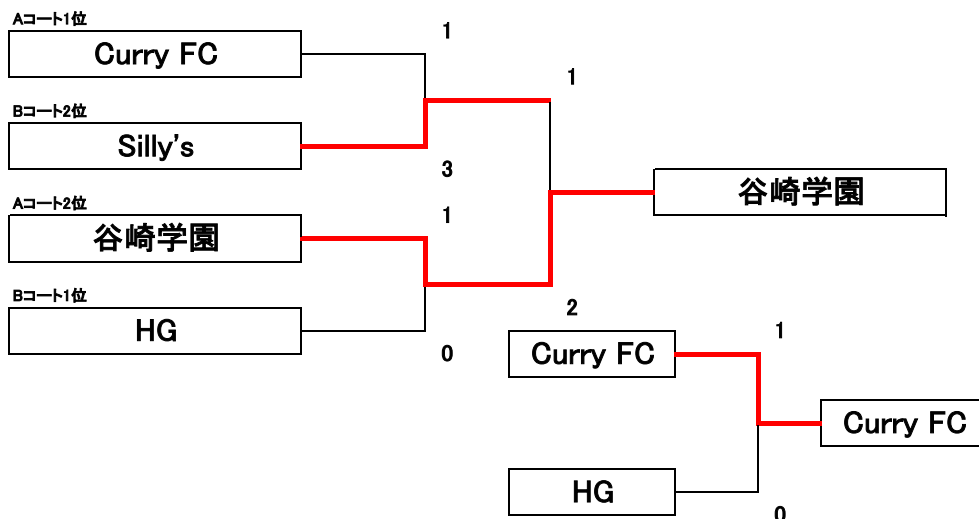 Aコート1位
Curry FC
1
1
Bコート2位
Silly's
3
Aコート2位
谷崎学園
1
谷崎学園
Bコート1位
HG
0
2
Curry FC
1
Curry FC
HG
0